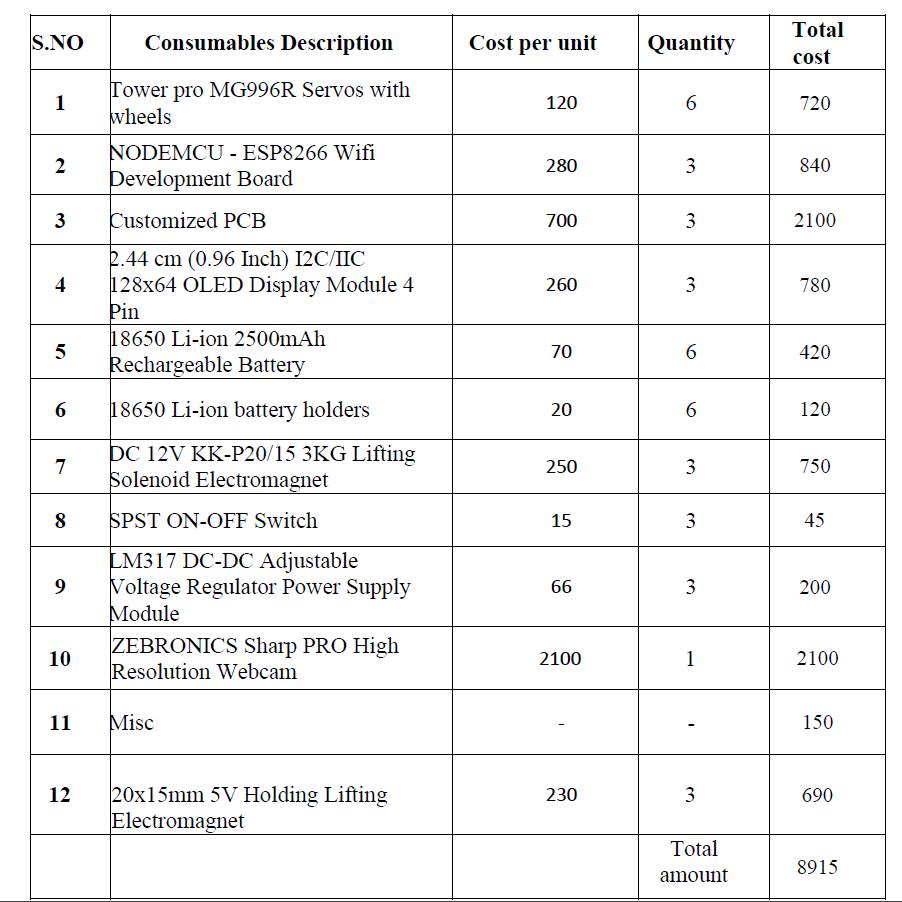 S.NO Consumables Description Cost per unit Quantity Total
cost
1 Tower pro MG996R Servos with
wheels 120 6 720
2 NODEMCU - ESP8266 Wifi
Development Board 280 3 840
3 Customized PCB 700 3 2100
4 2.44 cm (0.96 Inch) I2C/IIC
128x64 OLED Display Module 4
Pin 260 3 780
5 18650 Li-ion 2500mAh
Rechargeable Battery 70 6 420
6 18650 Li-ion battery holders 20 6 120
7 DC 12V KK-P20/15 3KG Lifting
Solenoid Electromagnet 250 3 750
8 SPST ON-OFF Switch 15 3 45
9 LM317 DC-DC Adjustable
Voltage Regulator Power Supply
Module 66 3 200
10 ZEBRONICS Sharp PRO High
Resolution Webcam 2100 1 2100
11 Misc - - 150
12 20x15mm 5V Holding Lifting
Electromagnet 230 3 690
Total
amount 8915